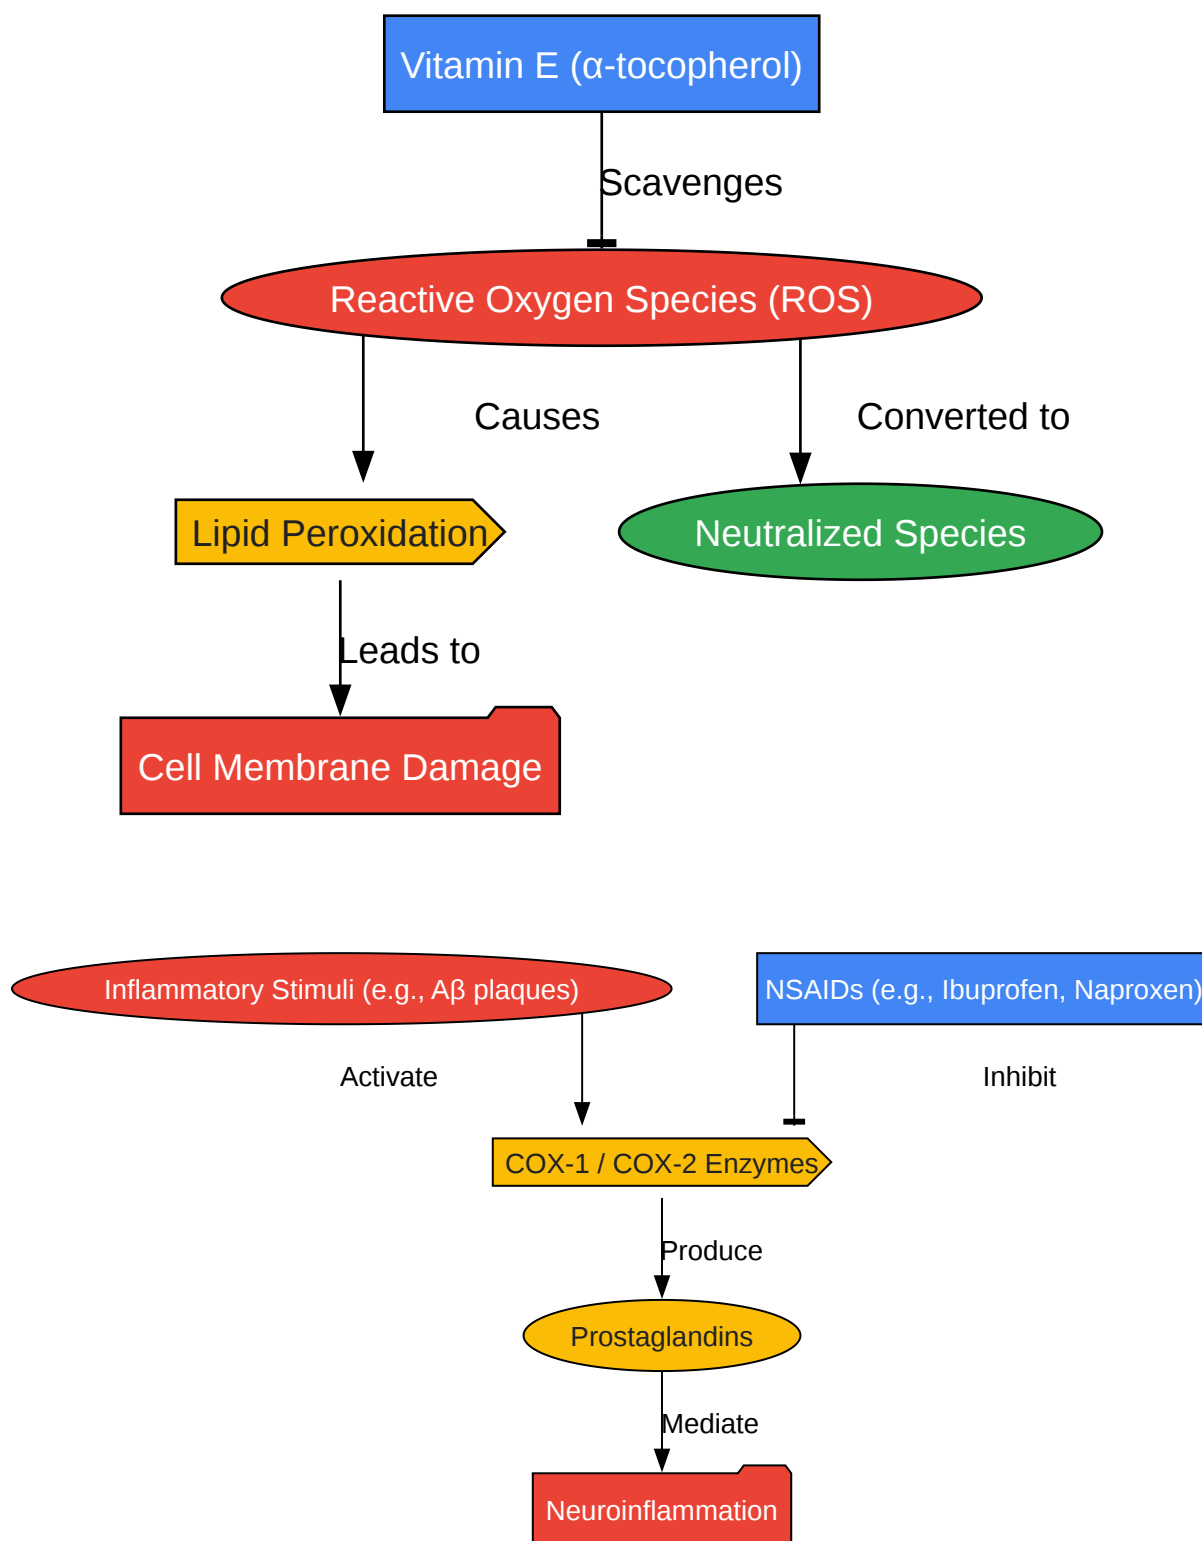 Vitamin E (α-tocopherol)
Scavenges
Reactive Oxygen Species (ROS)
Causes
Converted to
Lipid Peroxidation
Neutralized Species
Leads to
Cell Membrane Damage
Inflammatory Stimuli (e.g., Aβ plaques)
NSAIDs (e.g., Ibuprofen, Naproxen)
Activate
Inhibit
COX-1 / COX-2 Enzymes
Produce
Prostaglandins
Mediate
Neuroinflammation